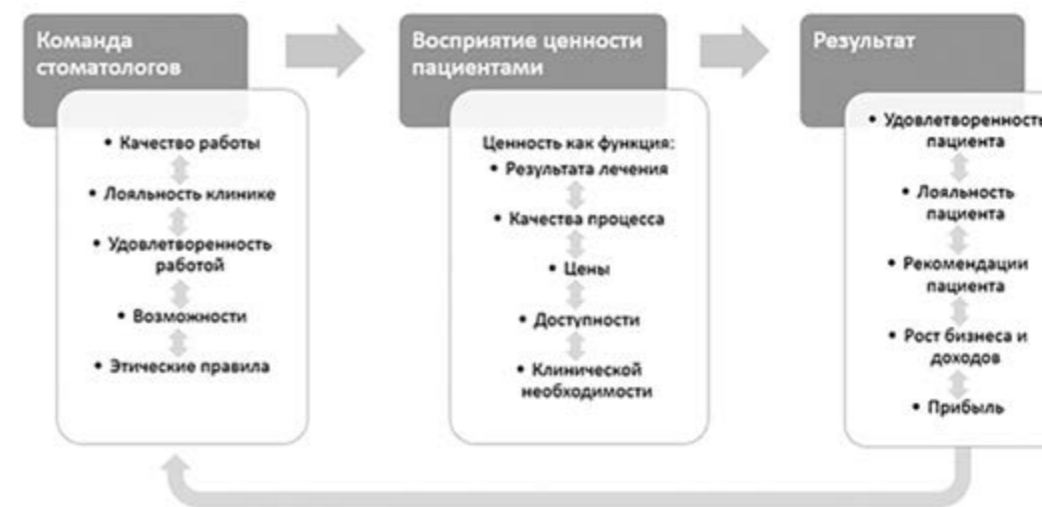 Команда
стоматологов
• Качество работы
• Лояльность клинике
• Удовлетворенность
работой
• Возможности
• Этические правила
Восприятие ценности
пациентами
Ценность как функция:
• Результата лечения
• Качества процесса
• Цены
• Доступности
• Клинической
необходимости
Результат
• Удовлетворенность
пациента
• Лояльность
пациента
• Рекомендации
пациента
• Рост бизнеса и
доходов
• Прибыль